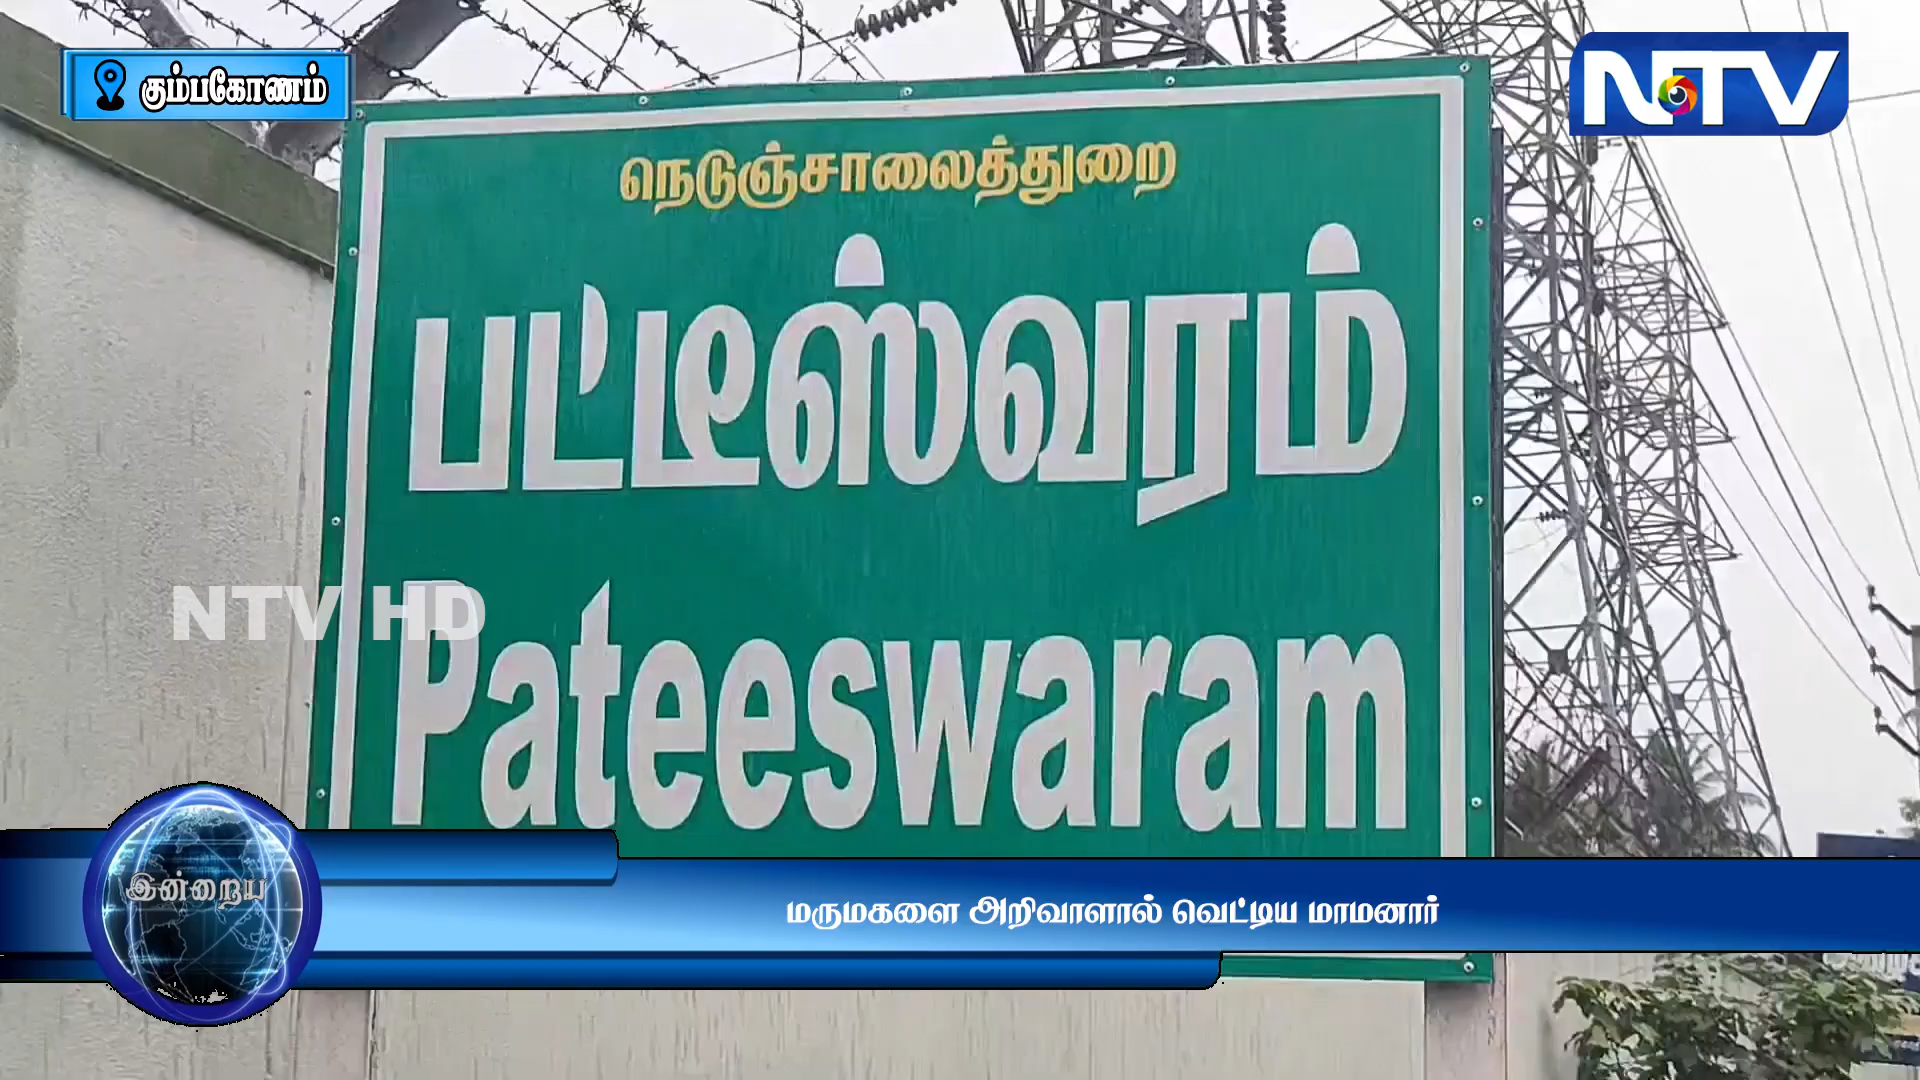 கும்பகோணம்
NTV
நெடுஞ்சாலைத்துறை
பட்டீஸ்வரம்
NTV HD
Pateeswaram
இன்றைய
மருமகளை அறிவாளால் வெட்டிய மாமனார்